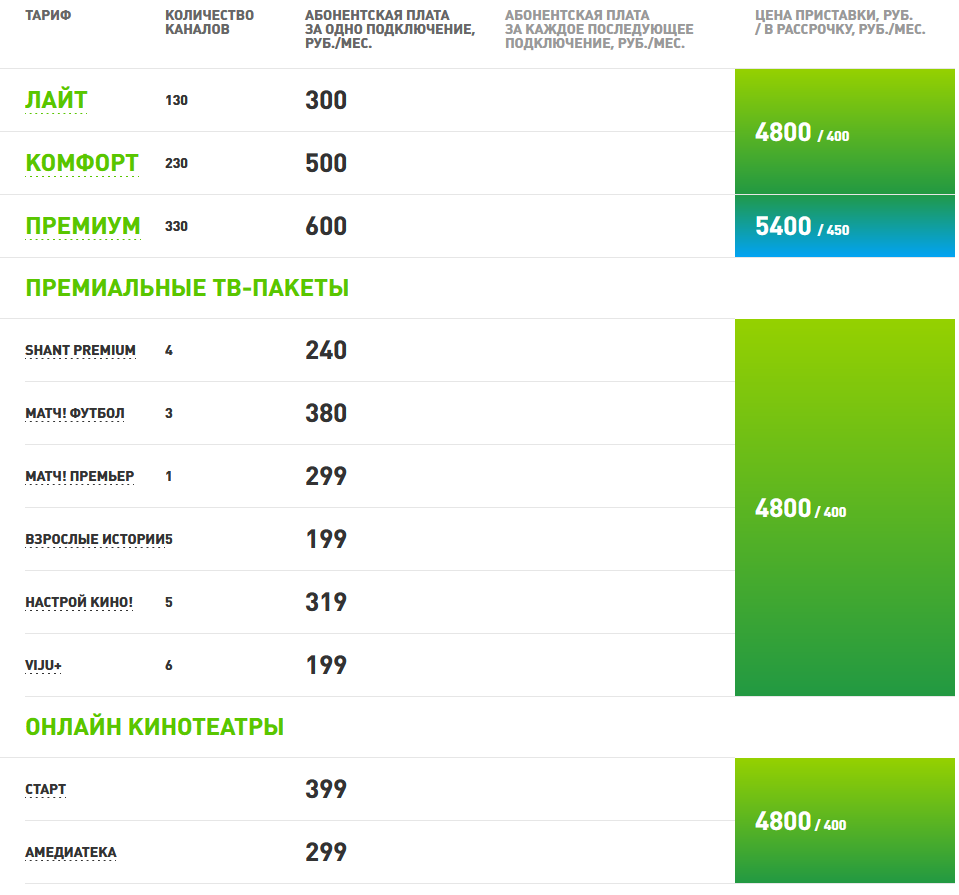 ТАРИФ
КОЛИЧЕСТВО
КАНАЛОВ
АБОНЕНТСКАЯ ПЛАТА
ЗА ОДНО ПОДКЛЮЧЕНИЕ,
РУБ./МЕС.
АБОНЕНТСКАЯ ПЛАТА
ЗА КАЖДОЕ ПОСЛЕДУЮЩЕЕ
ПОДКЛЮЧЕНИЕ, РУБ./МЕС.
ЦЕНА ПРИСТАВКИ, РУБ.
/ В РАССРОЧКУ, РУБ./МЕС.
ЛАЙТ 130 300
4800 / 400
КОМФОРТ 230 500
ПРЕМИУМ 330 600 5400 / 450
ПРЕМИАЛЬНЫЕ ТВ-ПАКЕТЫ
SHANT PREMIUM 4 240
МАТЧ! ФУТБОЛ 3 380
МАТЧ! ПРЕМЬЕР 1 299
4800 / 400
ВЗРОСЛЫЕ ИСТОРИИ 5 199
НАСТРОЙ КИНО! 5 319
VIJU+ 6 199
ОНЛАЙН КИНОТЕАТРЫ
СТАРТ 399
4800 / 400
АМЕДИАТЕКА 299